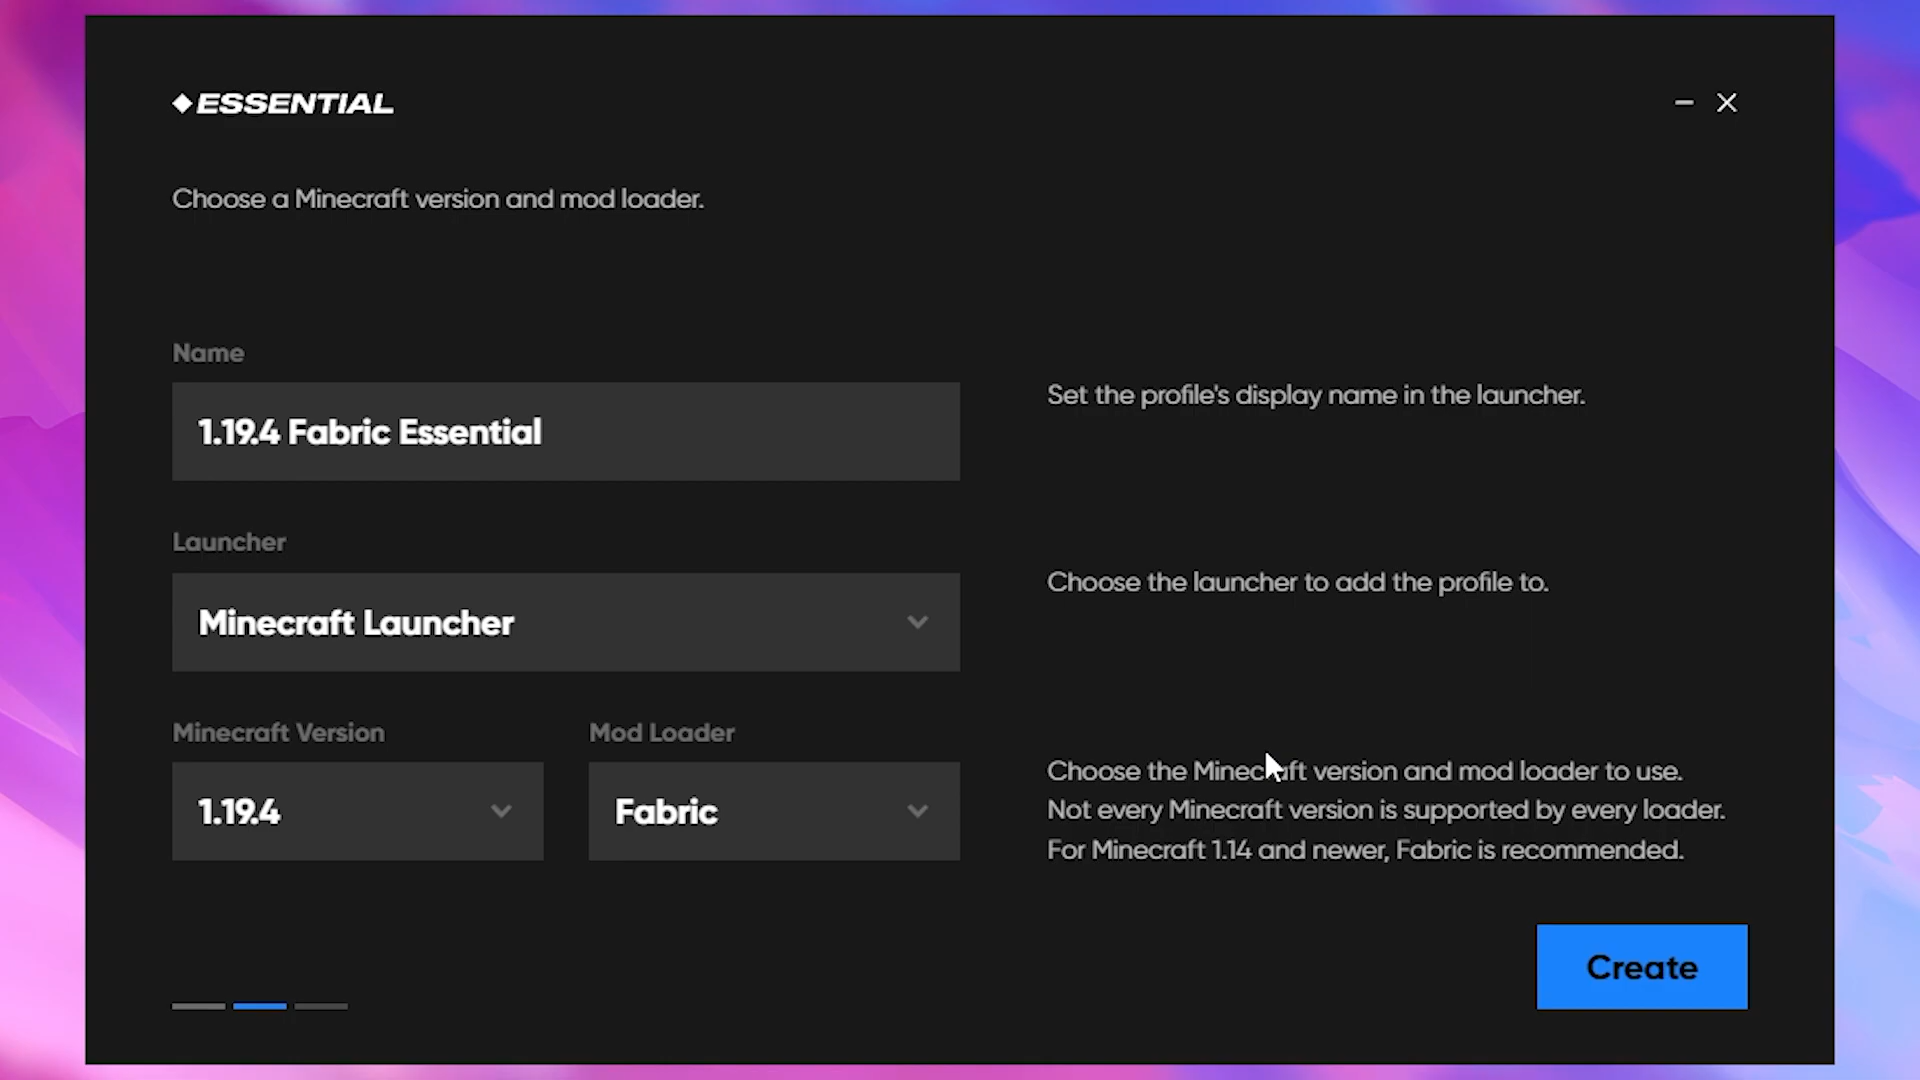 ESSENTIAL
Choose a Minecraft version and mod loader.
Name
1.19.4 Fabric Essential
Set the profile's display name in the launcher.
Launcher
Minecraft Launcher
Choose the launcher to add the profile to.
Minecraft Version
1.19.4
Mod Loader
Fabric
Choose the Minecraft version and mod loader to use.
Not every Minecraft version is supported by every loader.
For Minecraft 1.14 and newer, Fabric is recommended.
Create